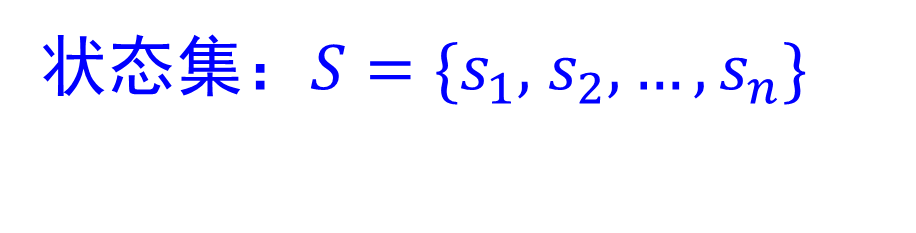 状态集：𝑆 = {𝑠₁, 𝑠₂, … , 𝑠ₙ}